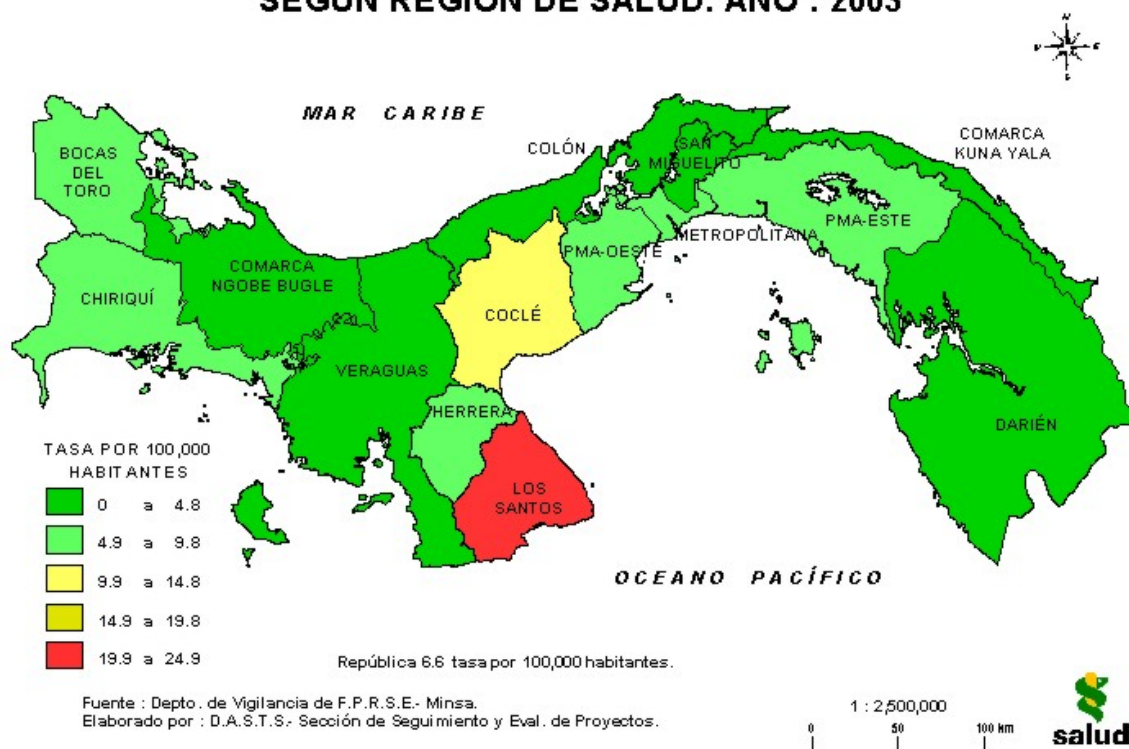 SEGÚN REGIÓN DE SALUD. AÑO : 2003
N
E
S
MAR CARIBE
BOCAS
DEL
TORO
COLÓN
SAN
MIGUELITO
COMARCA
KUNA YALA
PMA-ESTE
METROPOLITANA
PMA-OESTE
COMARCA
NGOBE BUGLE
CHIRIQUÍ
COCLÉ
VERAGUAS
HERRERA
DARIÉN
LOS
SANTOS
TASA POR 100,000
HABITANTES
0 a 4.8
4.9 a 9.8
9.9 a 14.8
14.9 a 19.8
19.9 a 24.9
OCEANO PACÍFICO
República 6.6 tasa por 100,000 habitantes.
Fuente : Depto. de Vigilancia de F.P.R.S.E.- Minsa.
Elaborado por : D.A.S.T.S.- Sección de Seguimiento y Eval. de Proyectos.
1 : 2,500,000
0 50 100 km
salud